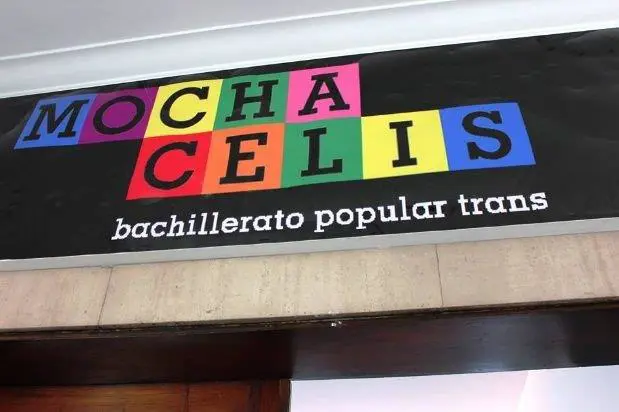 MOCHA
CELIS
bachillerato popular trans